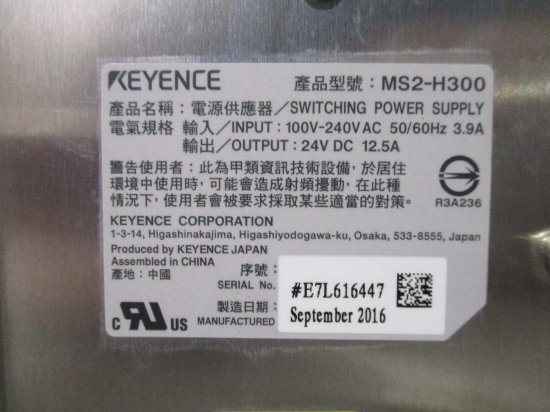 KEYENCE 產品型號：MS2-H300
產品名稱：電源供應器／SWITCHING POWER SUPPLY
電氣規格 輸入／INPUT : 100V-240V AC 50/60Hz 3.9A
輸出／OUTPUT : 24V DC 12.5A
警告使用者：此為甲類資訊技術設備，於居住
環境中使用時，可能會造成射頻擾動，在此種
情況下，使用者會被要求採取某些適當的對策。
R3A236
KEYENCE CORPORATION
1-3-14, Higashinakajima, Higashiyodogawa-ku, Osaka, 533-8555, Japan
Produced by KEYENCE JAPAN
Assembled in CHINA
產地：中國
序號：
SERIAL No.
#E7L616447
製造日期：
MANUFACTURED
September 2016
C RU US